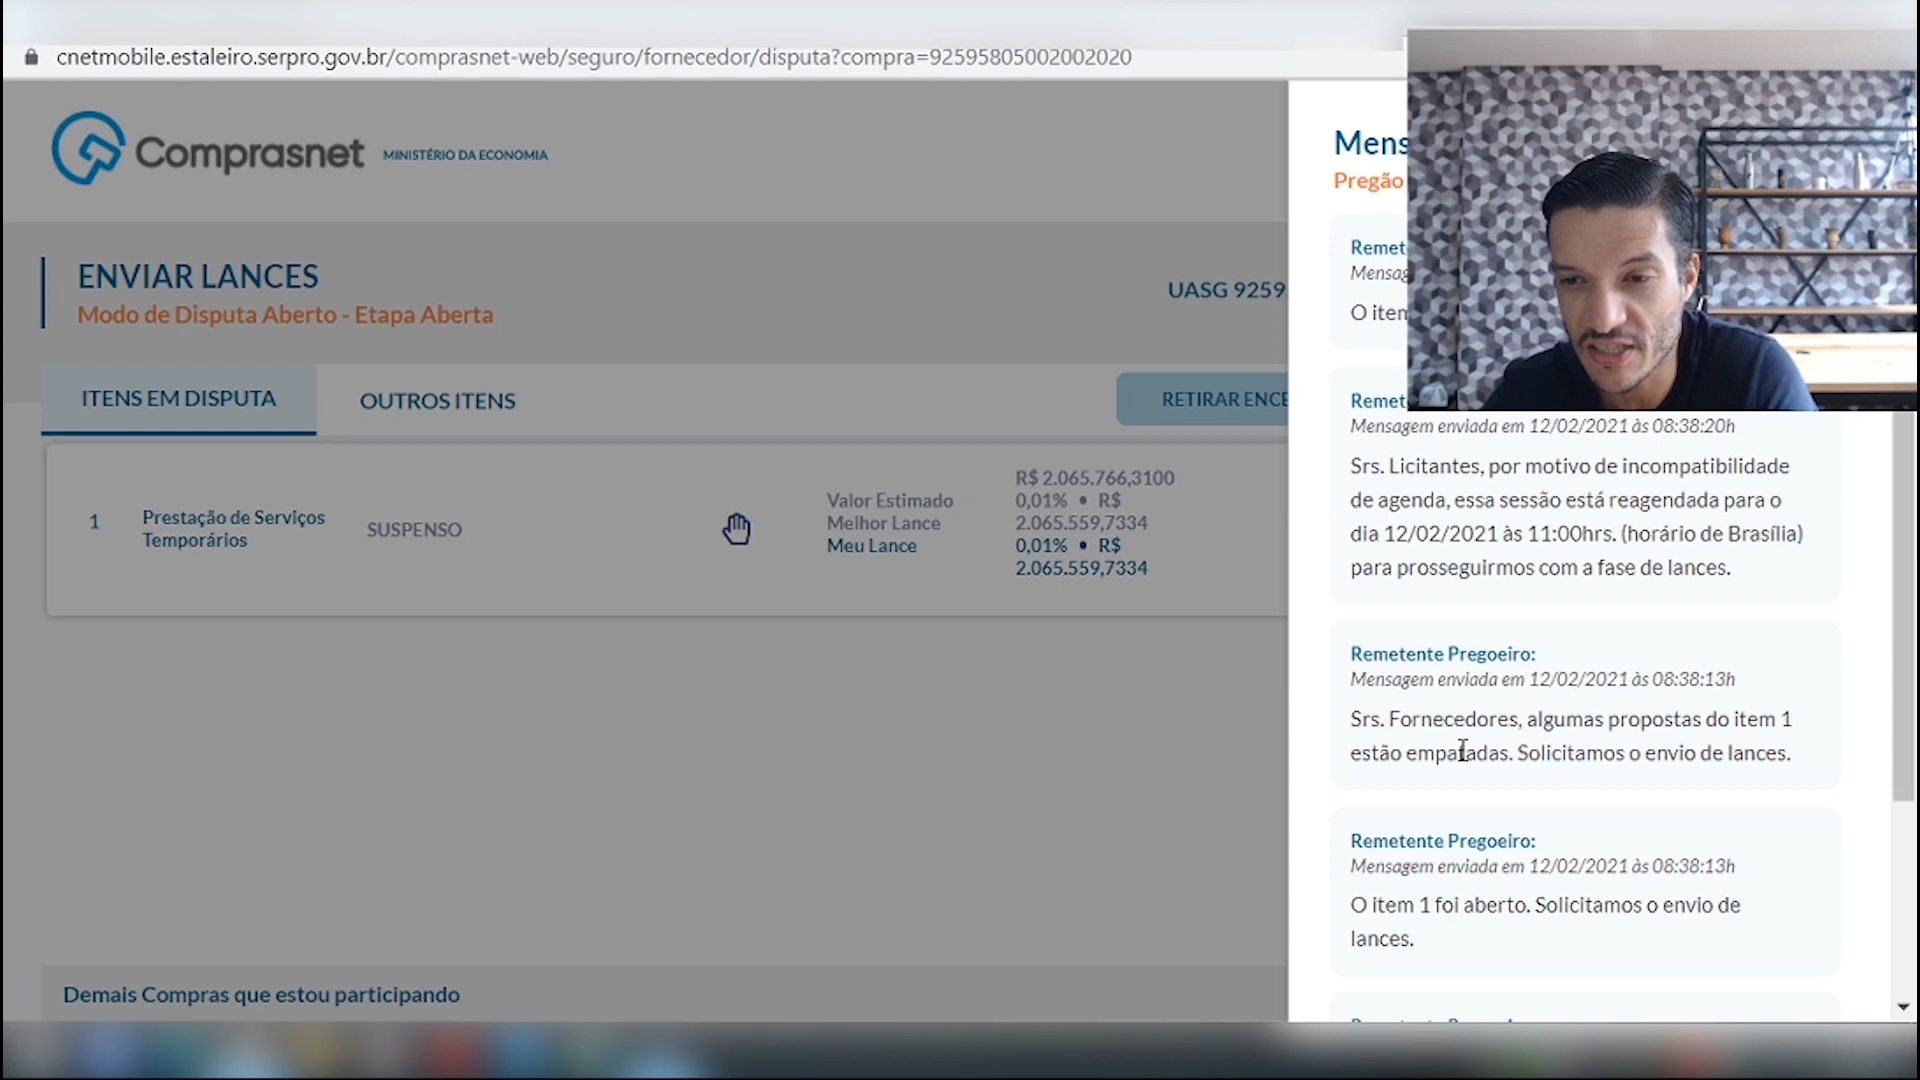 cnetmobile.estaleiro.serpro.gov.br/comprasnet-web/seguro/fornecedor/disputa?compra=92595805002002020
Comprasnet MINISTÉRIO DA ECONOMIA
ENVIAR LANCES
Modo de Disputa Aberto - Etapa Aberta
UASG 9259
ITENS EM DISPUTA
OUTROS ITENS
RETIRAR ENCE
1
Prestação de Serviços
Temporários
SUSPENSO
Valor Estimado
Melhor Lance
Meu Lance
R$ 2.065.766,3100
0,01% • R$
2.065.559,7334
0,01% • R$
2.065.559,7334
Demais Compras que estou participando
Mens
Pregão
Remet
Mensag
O iten
Remet
Mensagem enviada em 12/02/2021 às 08:38:20h
Srs. Licitantes, por motivo de incompatibilidade
de agenda, essa sessão está reagendada para o
dia 12/02/2021 às 11:00hrs. (horário de Brasília)
para prosseguirmos com a fase de lances.
Remetente Pregoeiro:
Mensagem enviada em 12/02/2021 às 08:38:13h
Srs. Fornecedores, algumas propostas do item 1
estão empatadas. Solicitamos o envio de lances.
Remetente Pregoeiro:
Mensagem enviada em 12/02/2021 às 08:38:13h
O item 1 foi aberto. Solicitamos o envio de
lances.